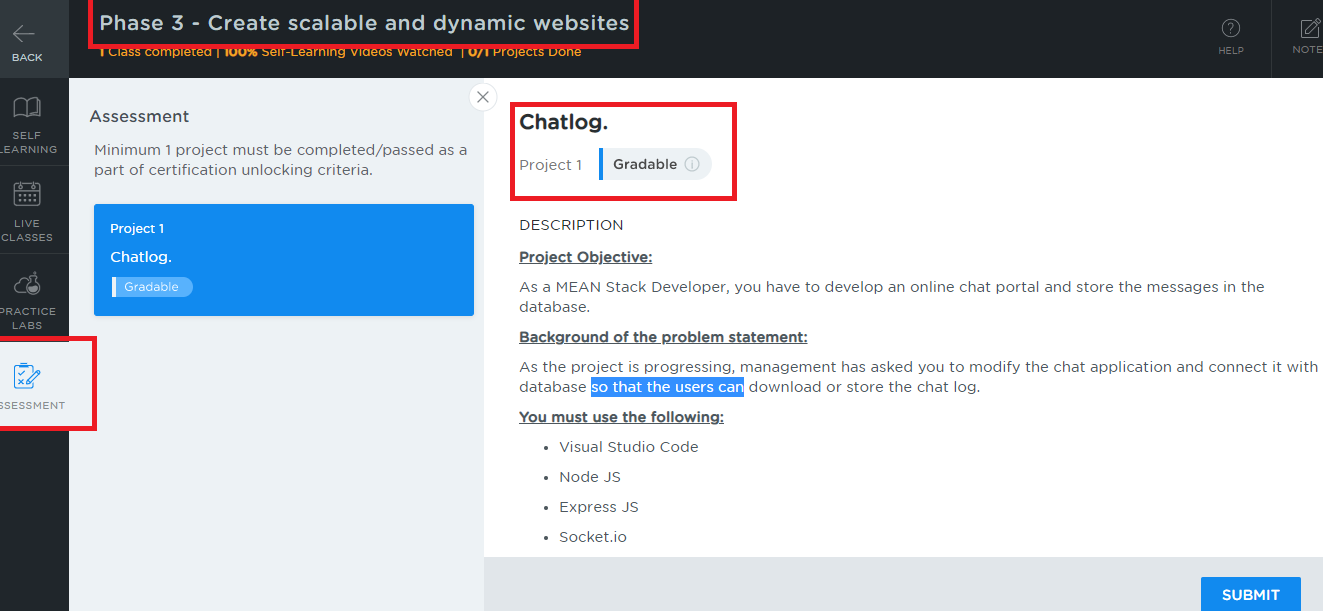 Phase 3 - Create scalable and dynamic websites
1 Class completed | 100% Self-Learning Videos Watched | 0/1 Projects Done
BACK
HELP
NOTE
SELF
LEARNING
LIVE
CLASSES
PRACTICE
LABS
SSESSMENT
Assessment
Minimum 1 project must be completed/passed as a
part of certification unlocking criteria.
Project 1
Chatlog.
Gradable
Chatlog.
Project 1 Gradable
DESCRIPTION
Project Objective:
As a MEAN Stack Developer, you have to develop an online chat portal and store the messages in the
database.
Background of the problem statement:
As the project is progressing, management has asked you to modify the chat application and connect it with
database so that the users can download or store the chat log.
You must use the following:
• Visual Studio Code
• Node JS
• Express JS
• Socket.io
SUBMIT